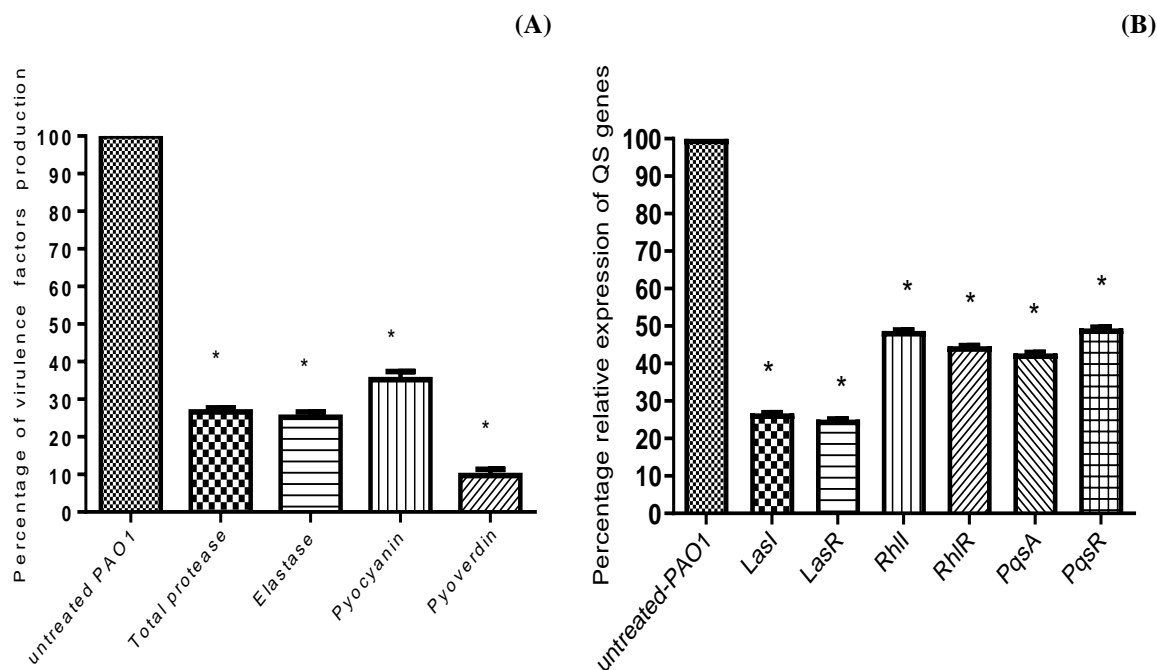 (A)
Percentage of virulence factors production
100
90
80
70
60
50
40
30
20
10
0
*
*
*
*
untreated PAO1
Total protease
Elastase
Pyocyanin
Pyoverdin
(B)
Percentage relative expression of QS genes
100
90
80
70
60
50
40
30
20
10
0
*
*
*
*
*
*
untreated-PAO1
LasI
LasR
RhlI
RhlR
PqsA
PqsR